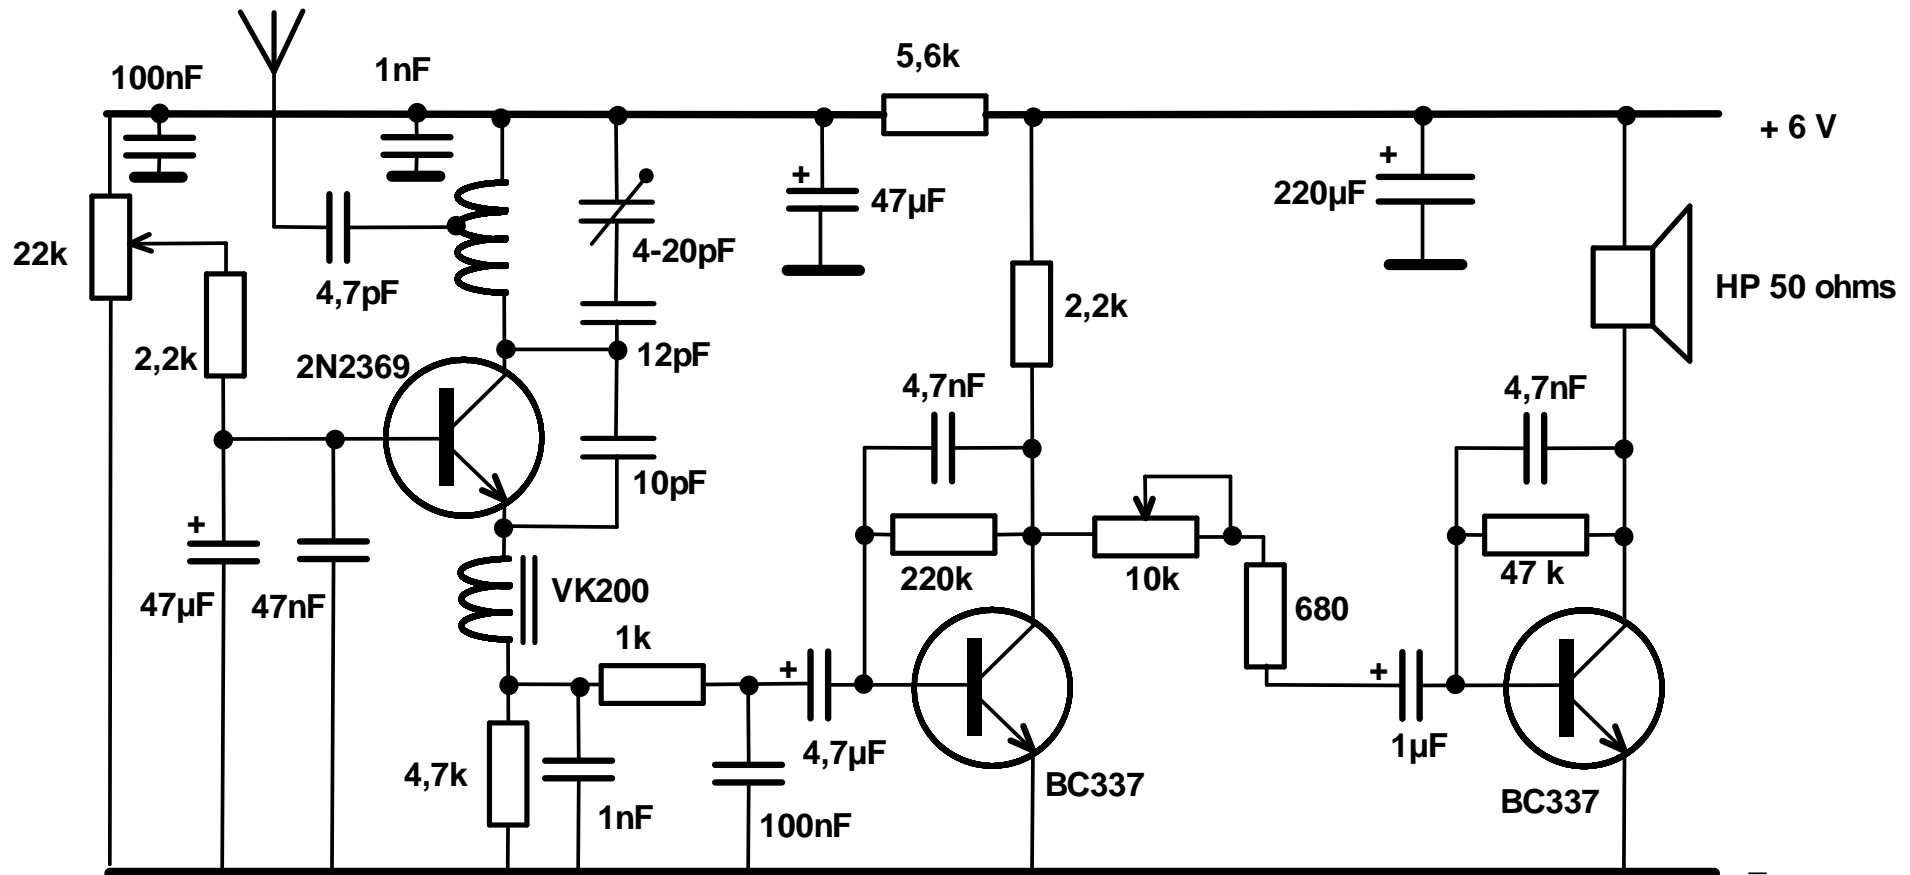 5,6k
100nF
1nF
+ 6 V
+
+
22k
4,7pF
4-20pF
47µF
220µF
HP 50 ohms
2,2k
2,2k
2N2369
12pF
4,7nF
4,7nF
10pF
+
47µF
47nF
VK200
220k
10k
47 k
1k
680
+
+
4,7k
1nF
100nF
4,7µF
BC337
1µF
BC337
–